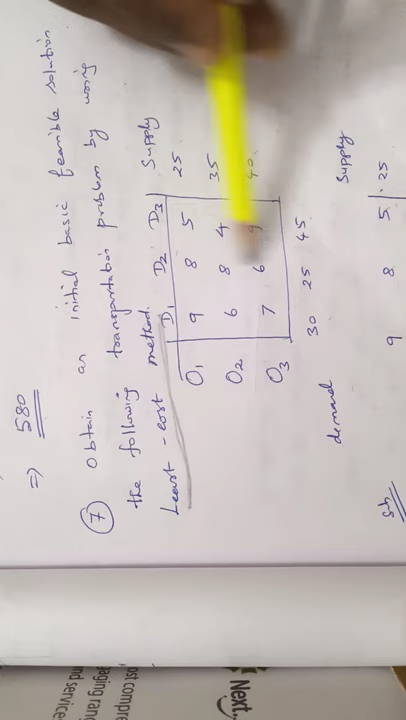 ⇒ 580
⑦ Obtain an initial basic feasible solution
the following transportation problem by using
Least-cost method.
D1 D2 D3 Supply
O1 9 8 5 25
O2 6 8 4 35
O3 7 6 9 40
demand 30 25 45
Supply
9 8 5 25
Next